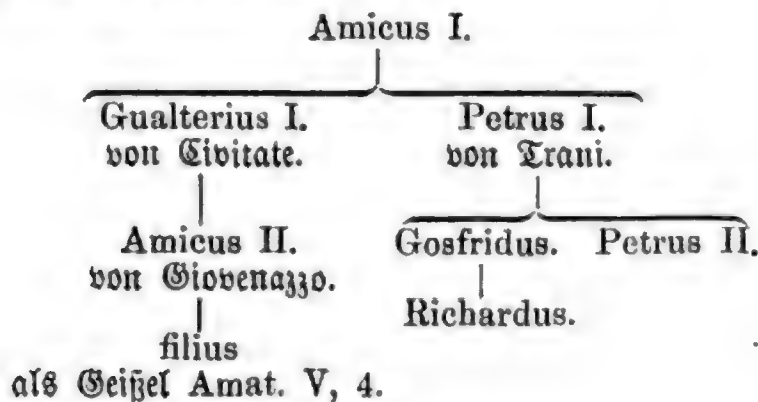 Amicus I.
Gualterius I. Petrus I.
von Civitate. von Trani.
Amicus II. Gosfridus. Petrus II.
von Giovenazzo.
Richardus.
filius
als Geißel Amat. V, 4.